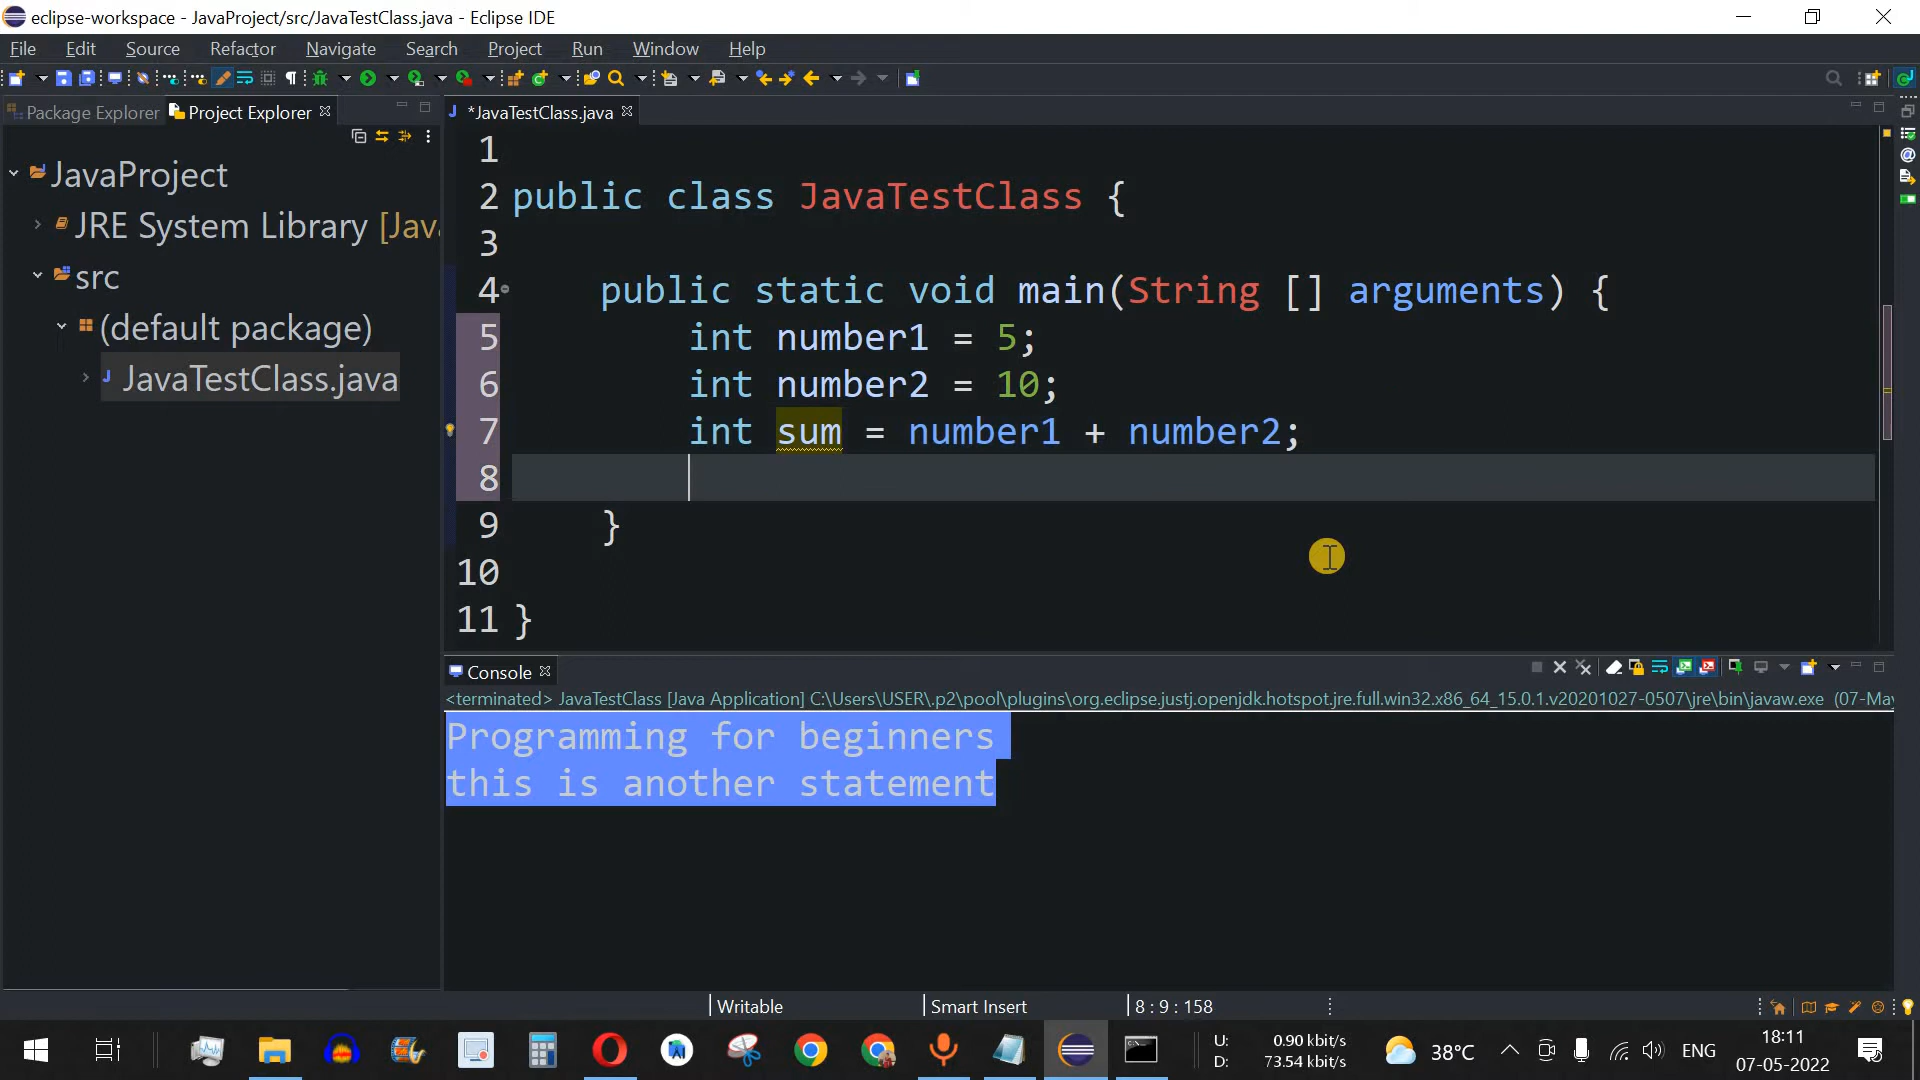 eclipse-workspace - JavaProject/src/JavaTestClass.java - Eclipse IDE
File Edit Source Refactor Navigate Search Project Run Window Help
Package Explorer Project Explorer
*JavaTestClass.java
JavaProject
JRE System Library [Jav
src
(default package)
JavaTestClass.java
1
2 public class JavaTestClass {
3
4 public static void main(String [] arguments) {
5 int number1 = 5;
6 int number2 = 10;
7 int sum = number1 + number2;
8
9 }
10
11 }
Console
<terminated> JavaTestClass [Java Application] C:\Users\USER\.p2\pool\plugins\org.eclipse.justj.openjdk.hotspot.jre.full.win32.x86_64_15.0.1.v20201027-0507\jre\bin\javaw.exe (07-May
Programming for beginners
this is another statement
Writable Smart Insert 8 : 9 : 158
U: 0.90 kbit/s
D: 73.54 kbit/s
38°C
ENG
18:11
07-05-2022